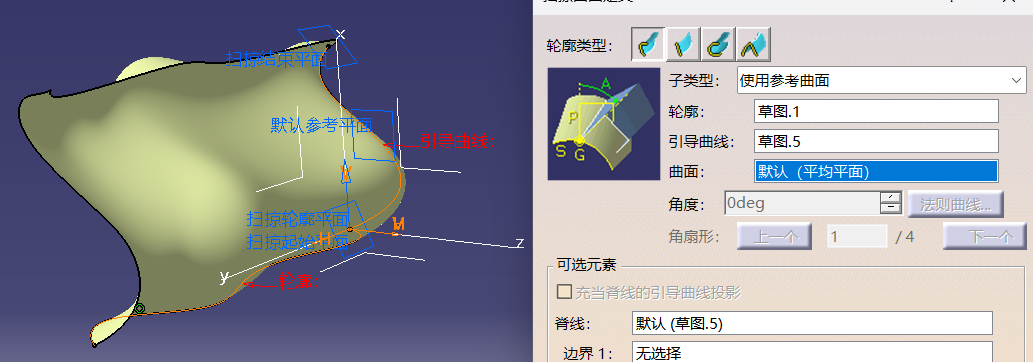 轮廓类型：
子类型： 使用参考曲面
轮廓： 草图.1
引导曲线： 草图.5
曲面： 默认（平均平面）
角度： 0deg 法则曲线...
角扇形： 上一个 1 / 4 下一个
可选元素
充当脊线的引导曲线投影
脊线： 默认 (草图.5)
边界 1： 无选择
x
扫掠结束平面
默认参考平面
引导曲线：
扫掠轮廓平面
扫掠起始平面
H
z
y
轮廓：
A
P
S G